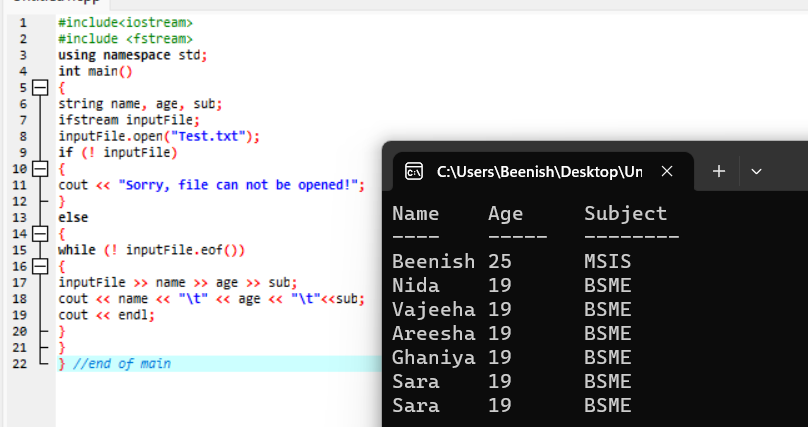 1 #include<iostream>
2 #include <fstream>
3 using namespace std;
4 int main()
5 {
6 string name, age, sub;
7 ifstream inputFile;
8 inputFile.open("Test.txt");
9 if (! inputFile)
10 {
11 cout << "Sorry, file can not be opened!";
12 }
13 else
14 {
15 while (! inputFile.eof())
16 {
17 inputFile >> name >> age >> sub;
18 cout << name << "\t" << age << "\t"<<sub;
19 cout << endl;
20 }
21 }
22 } //end of main
C:\Users\Beenish\Desktop\Un
Name Age Subject
---- ----- --------
Beenish 25 MSIS
Nida 19 BSME
Vajeeha 19 BSME
Areesha 19 BSME
Ghaniya 19 BSME
Sara 19 BSME
Sara 19 BSME